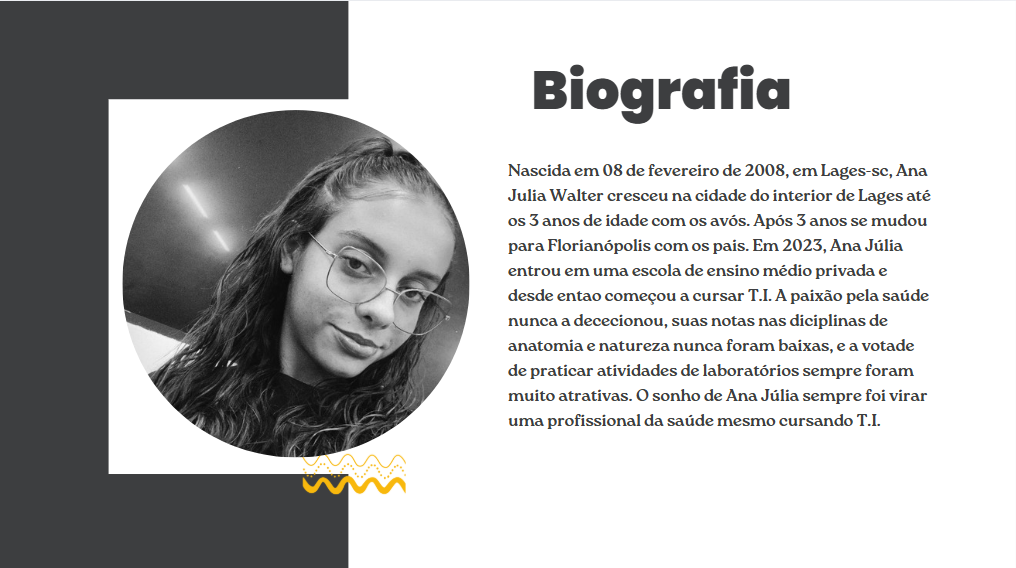 Biografia
Nascida em 08 de fevereiro de 2008, em Lages-sc, Ana
Julia Walter cresceu na cidade do interior de Lages até
os 3 anos de idade com os avós. Após 3 anos se mudou
para Florianópolis com os pais. Em 2023, Ana Júlia
entrou em uma escola de ensino médio privada e
desde entao começou a cursar T.I. A paixão pela saúde
nunca a dececionou, suas notas nas diciplinas de
anatomia e natureza nunca foram baixas, e a votade
de praticar atividades de laboratórios sempre foram
muito atrativas. O sonho de Ana Júlia sempre foi virar
uma profissional da saúde mesmo cursando T.I.